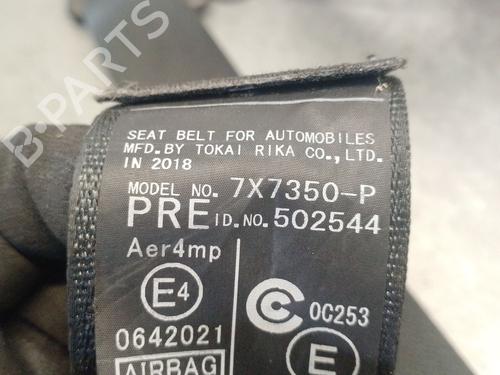 SEAT BELT FOR AUTOMOBILES
MFD. BY TOKAI RIKA CO., LTD.
IN 2018
MODEL NO. 7X7350-P
PRE ID. NO. 502544
Aer4mp
E4
C 0C253
0642021
E
AIRBAG
B-PARTS